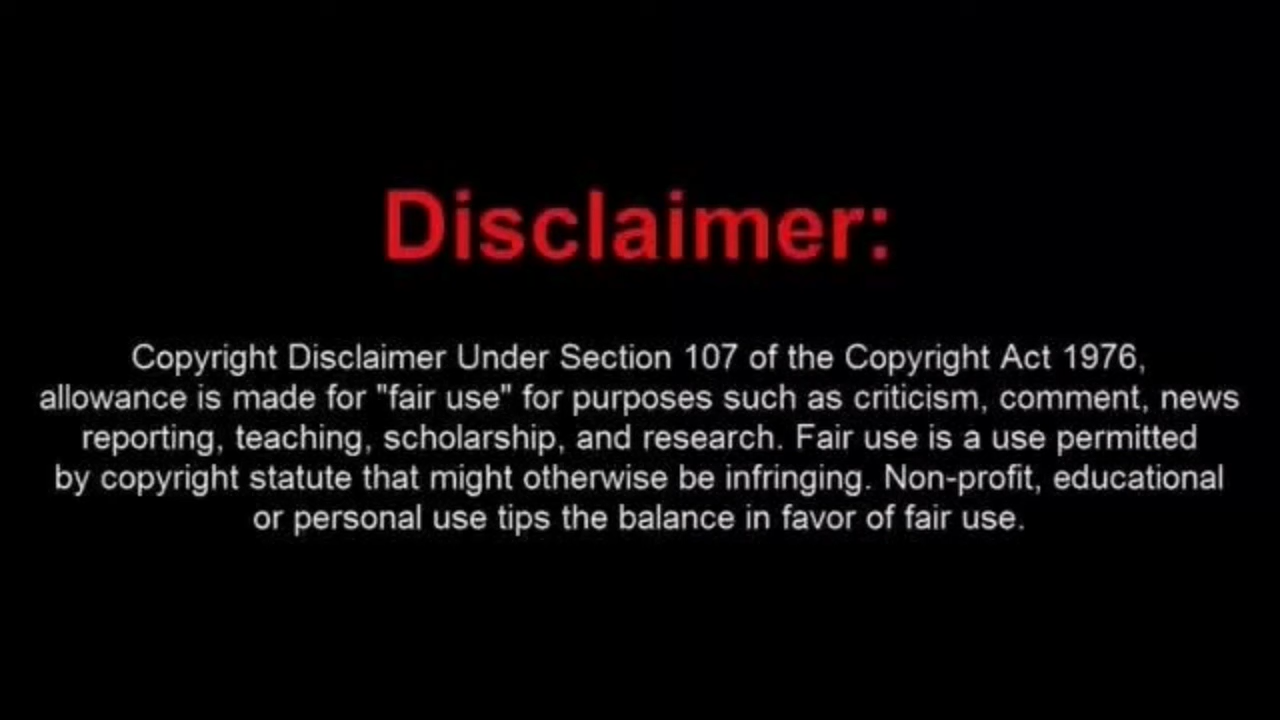 Disclaimer:
Copyright Disclaimer Under Section 107 of the Copyright Act 1976,
allowance is made for "fair use" for purposes such as criticism, comment, news
reporting, teaching, scholarship, and research. Fair use is a use permitted
by copyright statute that might otherwise be infringing. Non-profit, educational
or personal use tips the balance in favor of fair use.